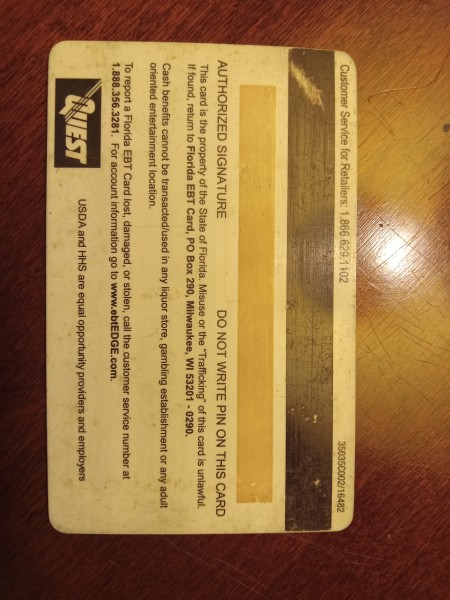 Customer Service for Retailers: 1.866.629.1102
35035C002/16482
AUTHORIZED SIGNATURE
DO NOT WRITE PIN ON THIS CARD
This card is the property of the State of Florida. Misuse or the "Trafficking" of this card is unlawful.
If found, return to Florida EBT Card, PO Box 290, Milwaukee, WI 53201 - 0290.
Cash benefits cannot be transacted/used in any liquor store, gambling establishment or any adult
oriented entertainment location.
To report a Florida EBT Card lost, damaged, or stolen, call the customer service number at
1.888.356.3281. For account information go to www.ebtEDGE.com.
QUEST
USDA and HHS are equal opportunity providers and employers